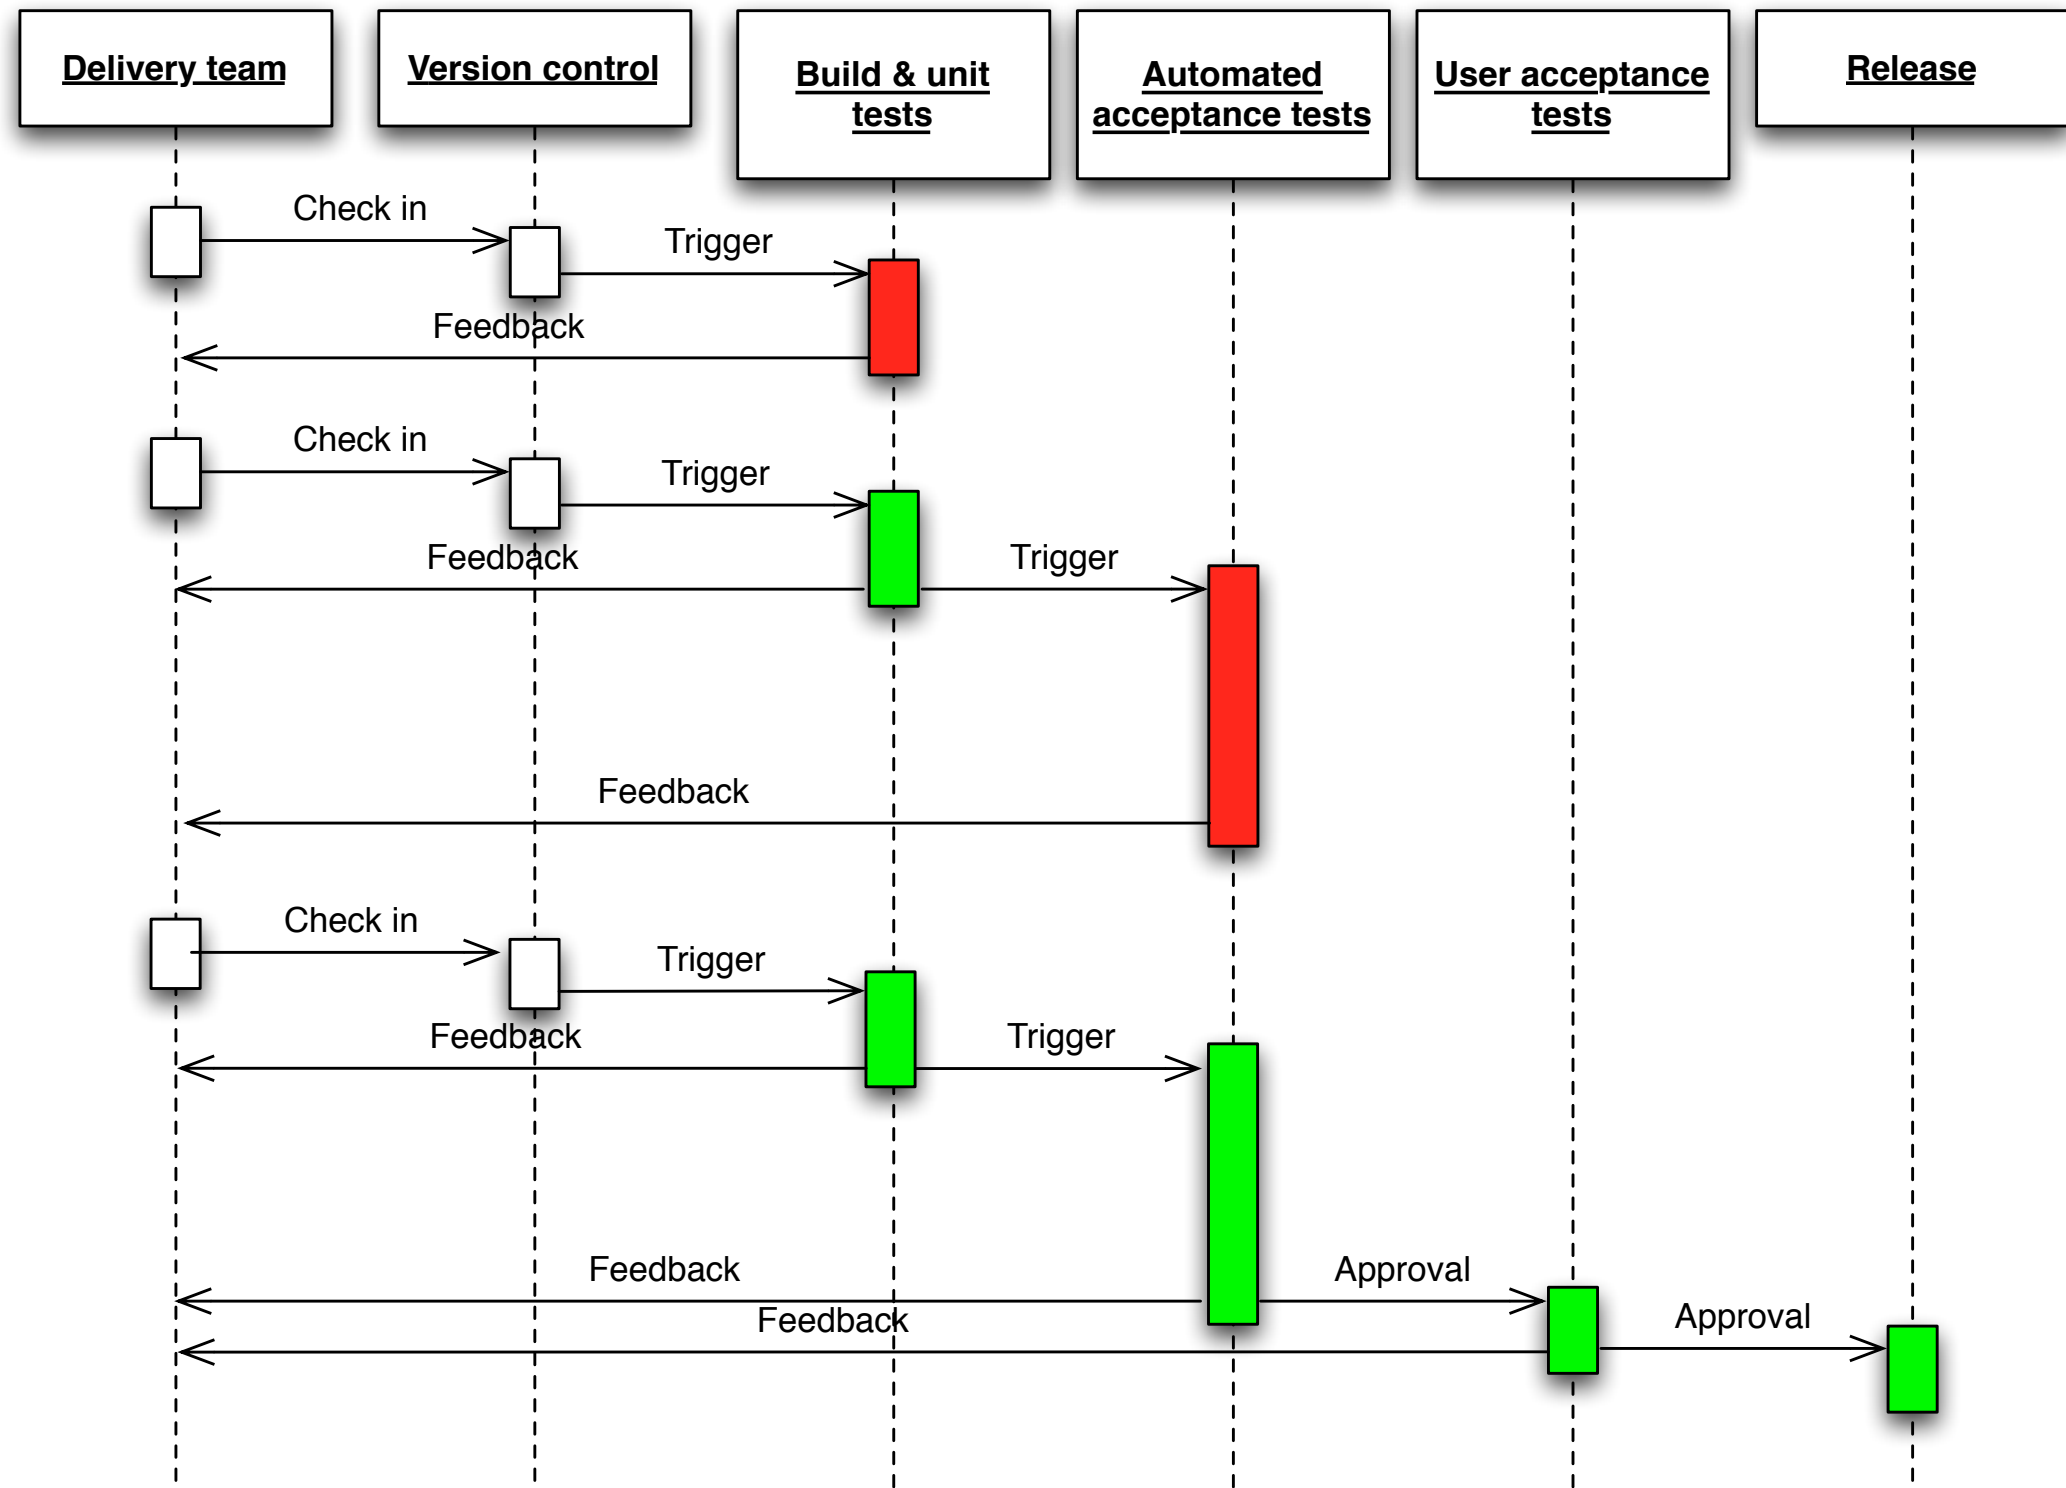 Delivery team
Version control
Build & unit
tests
Automated
acceptance tests
User acceptance
tests
Release
Check in
Trigger
Feedback
Check in
Trigger
Feedback
Trigger
Feedback
Check in
Trigger
Feedback
Trigger
Feedback
Approval
Feedback
Approval